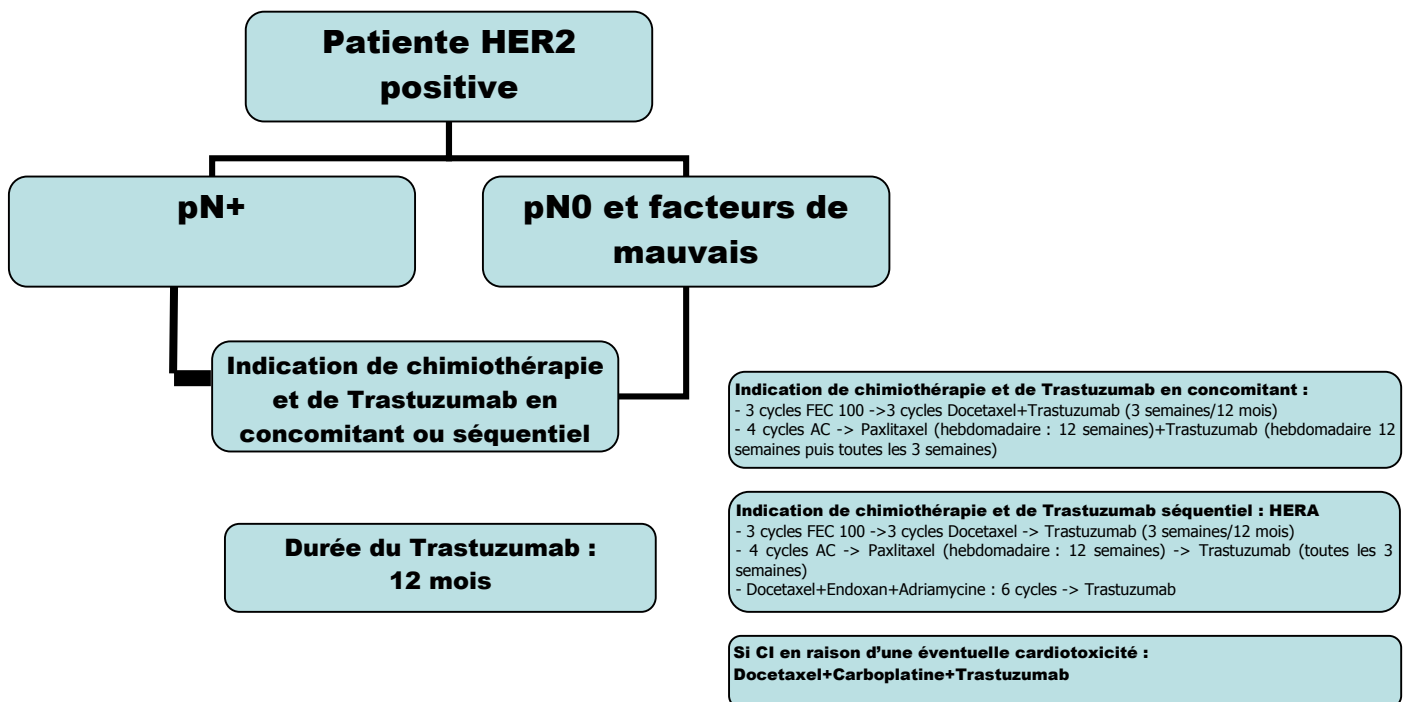 Patiente HER2
positive
pN+
pN0 et facteurs de
mauvais
Indication de chimiothérapie
et de Trastuzumab en
concomitant ou séquentiel
Durée du Trastuzumab :
12 mois
Indication de chimiothérapie et de Trastuzumab en concomitant :
- 3 cycles FEC 100 ->3 cycles Docetaxel+Trastuzumab (3 semaines/12 mois)
- 4 cycles AC -> Paxlitaxel (hebdomadaire : 12 semaines)+Trastuzumab (hebdomadaire 12
semaines puis toutes les 3 semaines)
Indication de chimiothérapie et de Trastuzumab séquentiel : HERA
- 3 cycles FEC 100 ->3 cycles Docetaxel -> Trastuzumab (3 semaines/12 mois)
- 4 cycles AC -> Paxlitaxel (hebdomadaire : 12 semaines) -> Trastuzumab (toutes les 3
semaines)
- Docetaxel+Endoxan+Adriamycine : 6 cycles -> Trastuzumab
Si CI en raison d’une éventuelle cardiotoxicité :
Docetaxel+Carboplatine+Trastuzumab